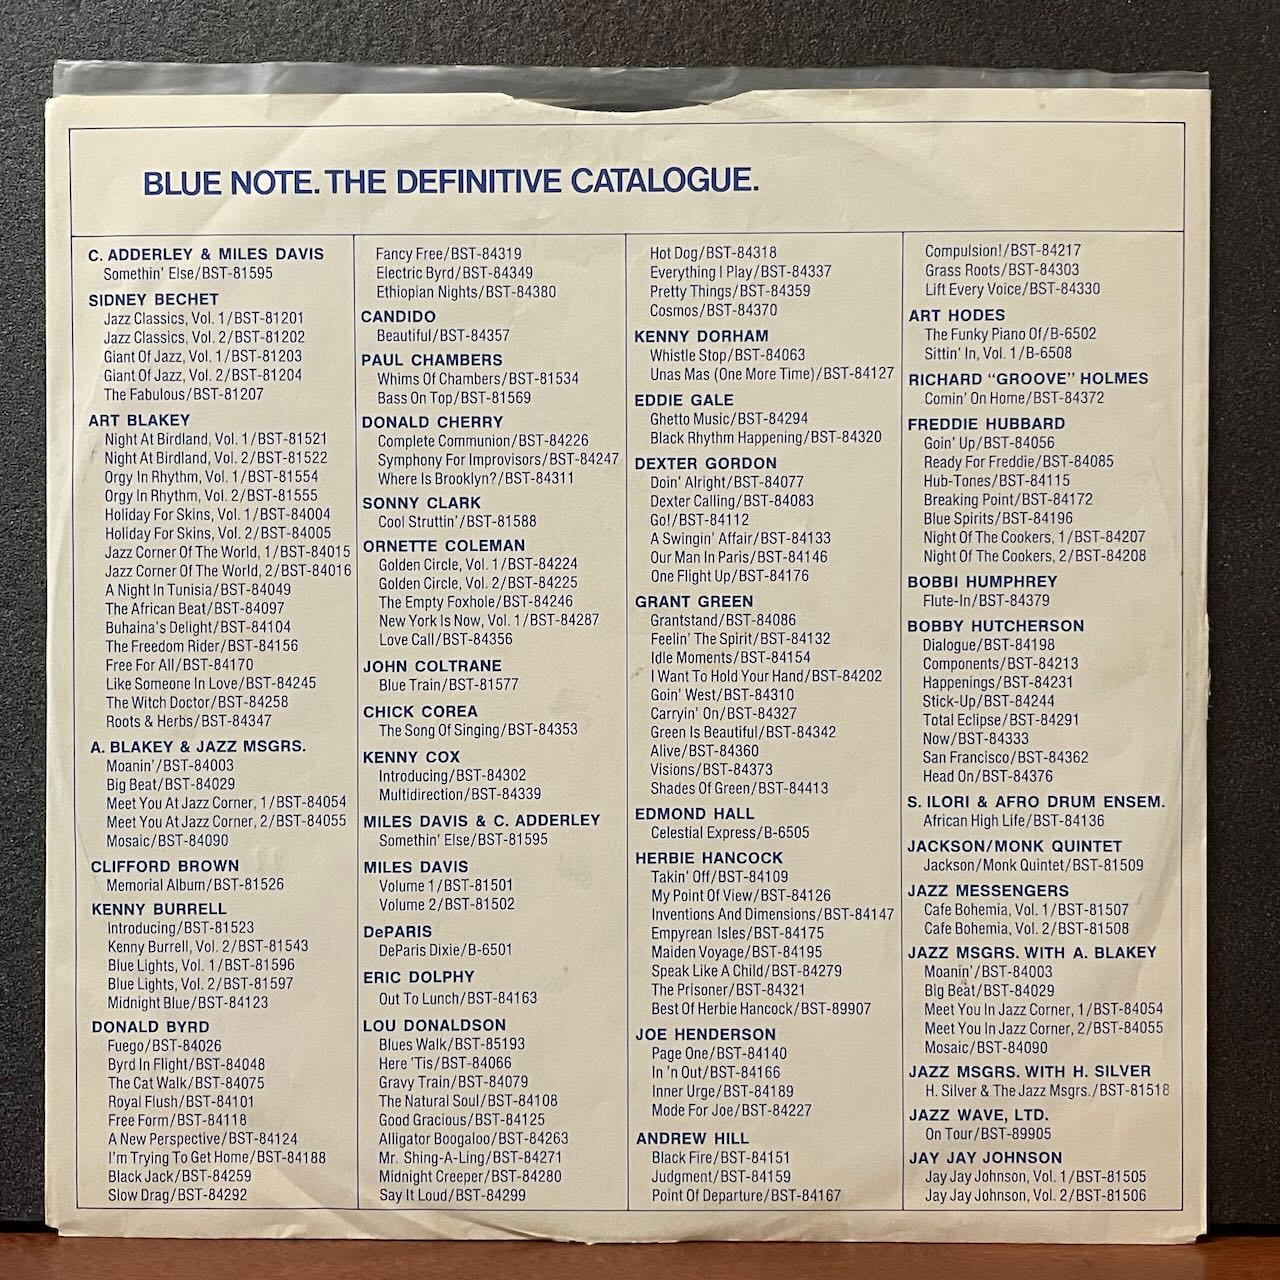 BLUE NOTE. THE DEFINITIVE CATALOGUE.
C. ADDERLEY & MILES DAVIS
Somethin' Else/BST-81595
SIDNEY BECHET
Jazz Classics, Vol. 1/BST-81201
Jazz Classics, Vol. 2/BST-81202
Giant Of Jazz, Vol. 1/BST-81203
Giant Of Jazz, Vol. 2/BST-81204
The Fabulous/BST-81207
ART BLAKEY
Night At Birdland, Vol. 1/BST-81521
Night At Birdland, Vol. 2/BST-81522
Orgy In Rhythm, Vol. 1/BST-81554
Orgy In Rhythm, Vol. 2/BST-81555
Holiday For Skins, Vol. 1/BST-84004
Holiday For Skins, Vol. 2/BST-84005
Jazz Corner Of The World, 1/BST-84015
Jazz Corner Of The World, 2/BST-84016
A Night In Tunisia/BST-84049
The African Beat/BST-84097
Buhaina's Delight/BST-84104
The Freedom Rider/BST-84156
Free For All/BST-84170
Like Someone In Love/BST-84245
The Witch Doctor/BST-84258
Roots & Herbs/BST-84347
A. BLAKEY & JAZZ MSGRS.
Moanin'/BST-84003
Big Beat/BST-84029
Meet You At Jazz Corner, 1/BST-84054
Meet You At Jazz Corner, 2/BST-84055
Mosaic/BST-84090
CLIFFORD BROWN
Memorial Album/BST-81526
KENNY BURRELL
Introducing/BST-81523
Kenny Burrell, Vol. 2/BST-81543
Blue Lights, Vol. 1/BST-81596
Blue Lights, Vol. 2/BST-81597
Midnight Blue/BST-84123
DONALD BYRD
Fuego/BST-84026
Byrd In Flight/BST-84048
The Cat Walk/BST-84075
Royal Flush/BST-84101
Free Form/BST-84118
A New Perspective/BST-84124
I'm Trying To Get Home/BST-84188
Black Jack/BST-84259
Slow Drag/BST-84292
Fancy Free/BST-84319
Electric Byrd/BST-84349
Ethiopian Nights/BST-84380
CANDIDO
Beautiful/BST-84357
PAUL CHAMBERS
Whims Of Chambers/BST-81534
Bass On Top/BST-81569
DONALD CHERRY
Complete Communion/BST-84226
Symphony For Improvisors/BST-84247
Where Is Brooklyn?/BST-84311
SONNY CLARK
Cool Struttin'/BST-81588
ORNETTE COLEMAN
Golden Circle, Vol. 1/BST-84224
Golden Circle, Vol. 2/BST-84225
The Empty Foxhole/BST-84246
New York Is Now, Vol. 1/BST-84287
Love Call/BST-84356
JOHN COLTRANE
Blue Train/BST-81577
CHICK COREA
The Song Of Singing/BST-84353
KENNY COX
Introducing/BST-84302
Multidirection/BST-84339
MILES DAVIS & C. ADDERLEY
Somethin' Else/BST-81595
MILES DAVIS
Volume 1/BST-81501
Volume 2/BST-81502
DePARIS
DeParis Dixie/B-6501
ERIC DOLPHY
Out To Lunch/BST-84163
LOU DONALDSON
Blues Walk/BST-85193
Here 'Tis/BST-84066
Gravy Train/BST-84079
The Natural Soul/BST-84108
Good Gracious/BST-84125
Alligator Boogaloo/BST-84263
Mr. Shing-A-Ling/BST-84271
Midnight Creeper/BST-84280
Say It Loud/BST-84299
Hot Dog/BST-84318
Everything I Play/BST-84337
Pretty Things/BST-84359
Cosmos/BST-84370
KENNY DORHAM
Whistle Stop/BST-84063
Unas Mas (One More Time)/BST-84127
EDDIE GALE
Ghetto Music/BST-84294
Black Rhythm Happening/BST-84320
DEXTER GORDON
Doin' Alright/BST-84077
Dexter Calling/BST-84083
Go!/BST-84112
A Swingin' Affair/BST-84133
Our Man In Paris/BST-84146
One Flight Up/BST-84176
GRANT GREEN
Grantstand/BST-84086
Feelin' The Spirit/BST-84132
Idle Moments/BST-84154
I Want To Hold Your Hand/BST-84202
Goin' West/BST-84310
Carryin' On/BST-84327
Green Is Beautiful/BST-84342
Alive/BST-84360
Visions/BST-84373
Shades Of Green/BST-84413
EDMOND HALL
Celestial Express/B-6505
HERBIE HANCOCK
Takin' Off/BST-84109
My Point Of View/BST-84126
Inventions And Dimensions/BST-84147
Empyrean Isles/BST-84175
Maiden Voyage/BST-84195
Speak Like A Child/BST-84279
The Prisoner/BST-84321
Best Of Herbie Hancock/BST-89907
JOE HENDERSON
Page One/BST-84140
In 'n Out/BST-84166
Inner Urge/BST-84189
Mode For Joe/BST-84227
ANDREW HILL
Black Fire/BST-84151
Judgment/BST-84159
Point Of Departure/BST-84167
Compulsion!/BST-84217
Grass Roots/BST-84303
Lift Every Voice/BST-84330
ART HODES
The Funky Piano Of/B-6502
Sittin' In, Vol. 1/B-6508
RICHARD "GROOVE" HOLMES
Comin' On Home/BST-84372
FREDDIE HUBBARD
Goin' Up/BST-84056
Ready For Freddie/BST-84085
Hub-Tones/BST-84115
Breaking Point/BST-84172
Blue Spirits/BST-84196
Night Of The Cookers, 1/BST-84207
Night Of The Cookers, 2/BST-84208
BOBBI HUMPHREY
Flute-In/BST-84379
BOBBY HUTCHERSON
Dialogue/BST-84198
Components/BST-84213
Happenings/BST-84231
Stick-Up/BST-84244
Total Eclipse/BST-84291
Now/BST-84333
San Francisco/BST-84362
Head On/BST-84376
S. ILORI & AFRO DRUM ENSEM.
African High Life/BST-84136
JACKSON/MONK QUINTET
Jackson/Monk Quintet/BST-81509
JAZZ MESSENGERS
Cafe Bohemia, Vol. 1/BST-81507
Cafe Bohemia, Vol. 2/BST-81508
JAZZ MSGRS. WITH A. BLAKEY
Moanin'/BST-84003
Big Beat/BST-84029
Meet You In Jazz Corner, 1/BST-84054
Meet You In Jazz Corner, 2/BST-84055
Mosaic/BST-84090
JAZZ MSGRS. WITH H. SILVER
H. Silver & The Jazz Msgrs./BST-81518
JAZZ WAVE, LTD.
On Tour/BST-89905
JAY JAY JOHNSON
Jay Jay Johnson, Vol. 1/BST-81505
Jay Jay Johnson, Vol. 2/BST-81506